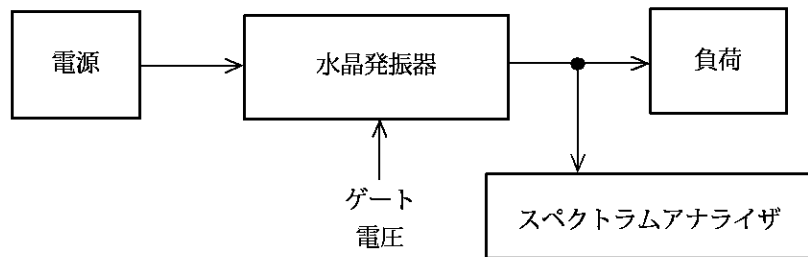 電源
水晶発振器
負荷
ゲート
電圧
スペクトラムアナライザ